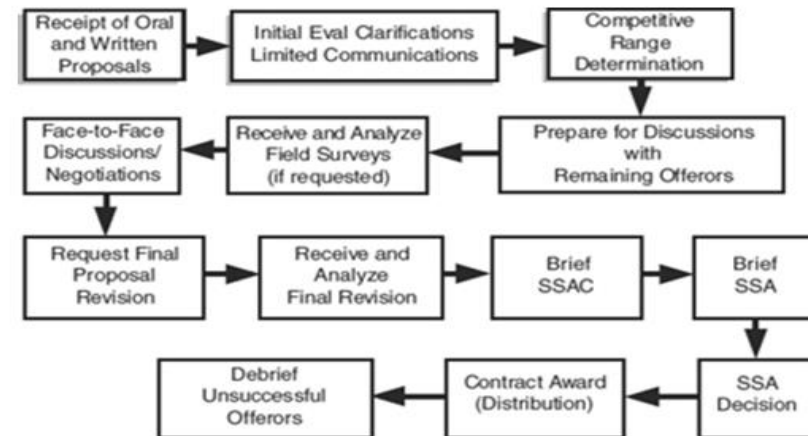 Receipt of Oral
and Written
Proposals
Initial Eval Clarifications
Limited Communications
Competitive
Range
Determination
Prepare for Discussions
with
Remaining Offerors
Receive and Analyze
Field Surveys
(if requested)
Face-to-Face
Discussions/
Negotiations
Request Final
Proposal
Revision
Receive and
Analyze
Final Revision
Brief
SSAC
Brief
SSA
SSA
Decision
Contract Award
(Distribution)
Debrief
Unsuccessful
Offerors